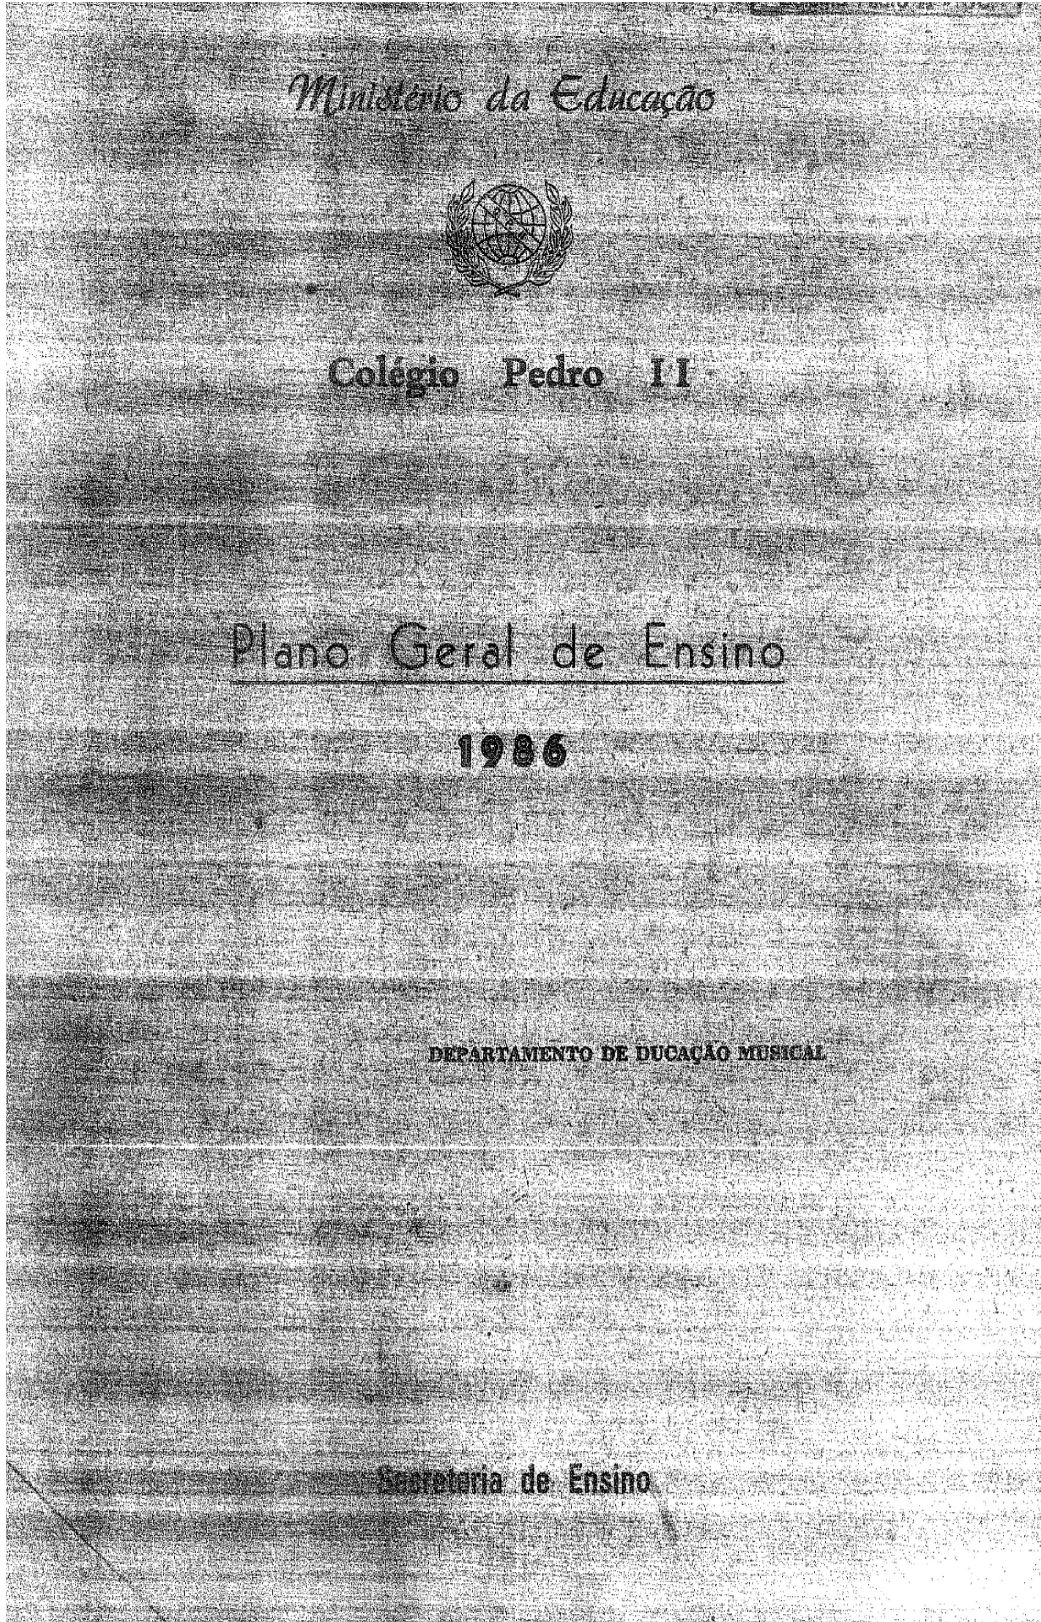 Ministério da Educação
Colégio Pedro II
Plano Geral de Ensino
1986
DEPARTAMENTO DE DUCAÇÃO MUSICAL
Secretaria de Ensino